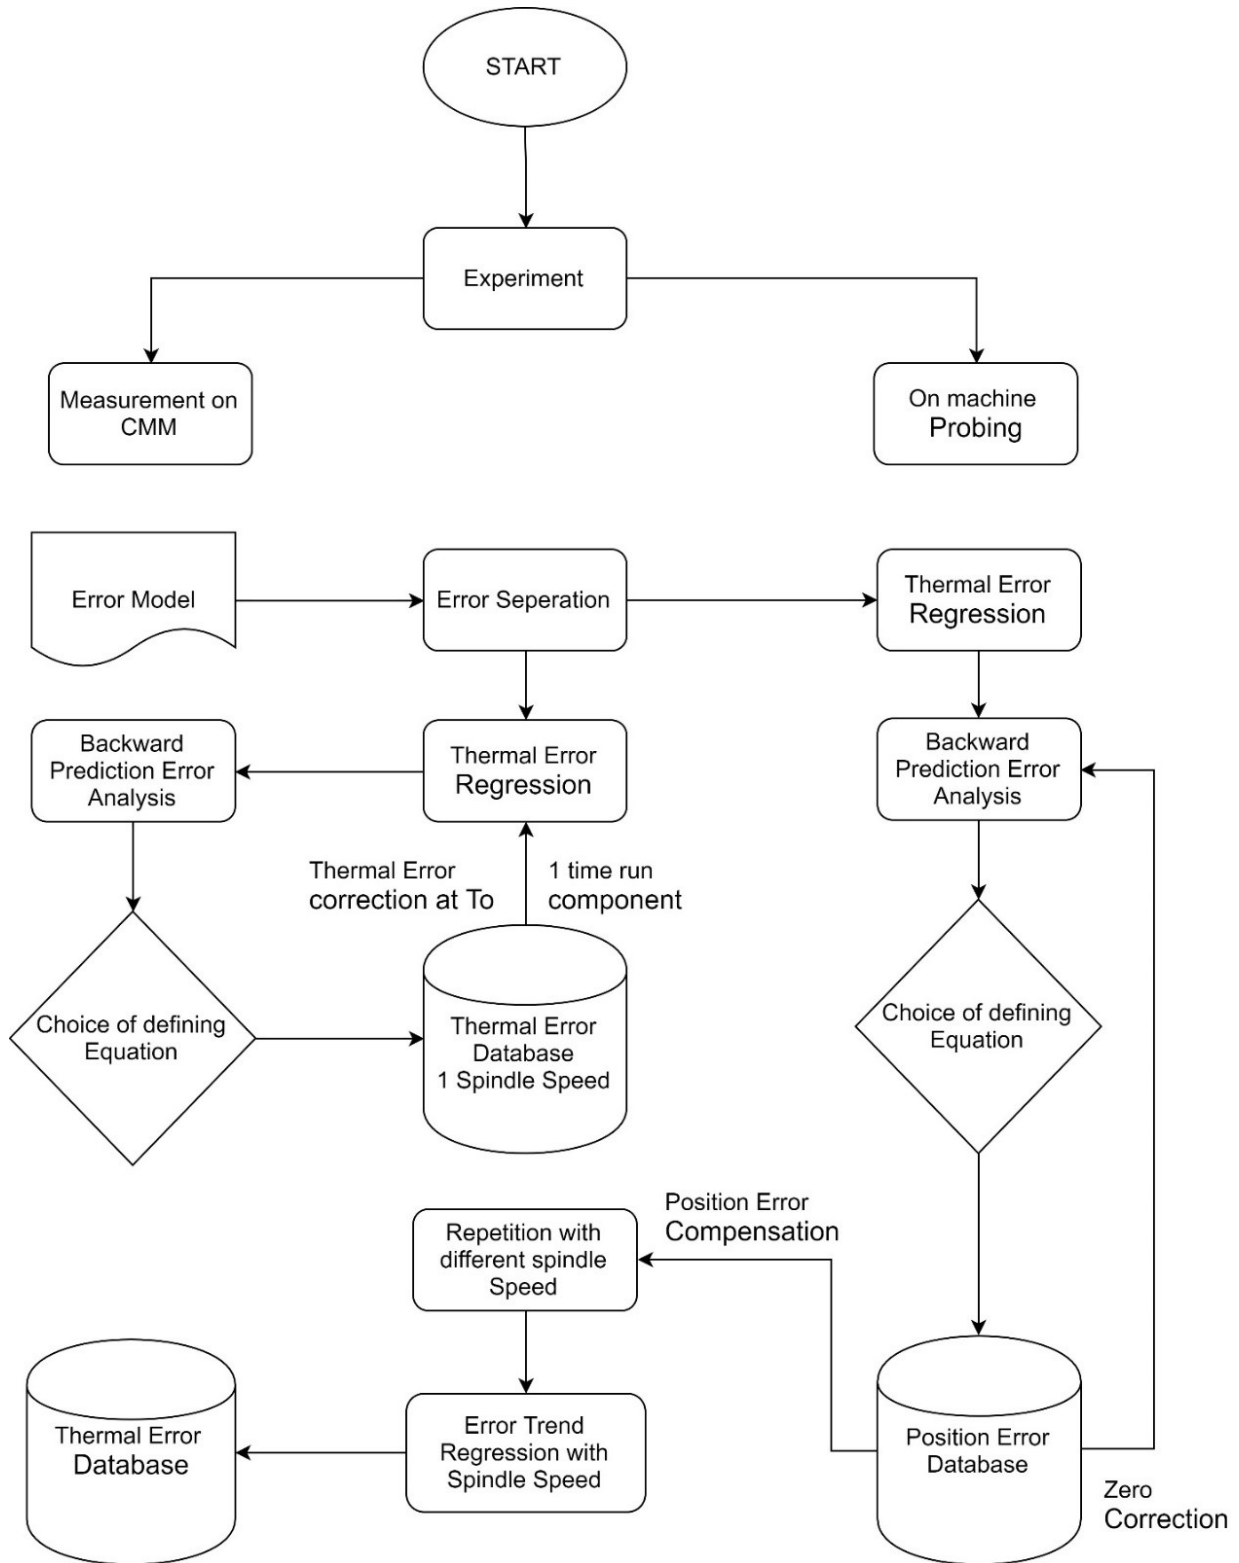 START
Experiment
Measurement on
CMM
On machine
Probing
Error Model
Error Seperation
Thermal Error
Regression
Backward
Prediction Error
Analysis
Thermal Error
Regression
Backward
Prediction Error
Analysis
Thermal Error
correction at To
1 time run
component
Choice of defining
Equation
Thermal Error
Database
1 Spindle Speed
Choice of defining
Equation
Position Error
Compensation
Repetition with
different spindle
Speed
Thermal Error
Database
Error Trend
Regression with
Spindle Speed
Position Error
Database
Zero
Correction